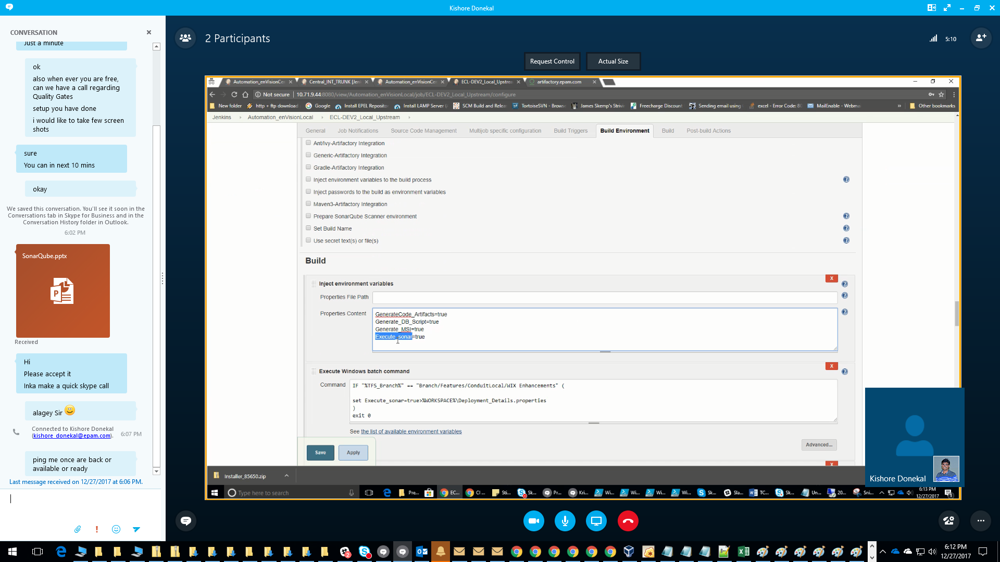 Kishore Donekal
CONVERSATION
Just a minute
ok
also when ever you are free,
can we have a call regarding
Quality Gates
setup you have done
i would like to take few screen
shots
sure
You can in next 10 mins
okay
We saved this conversation. You'll see it soon in the
Conversations tab in Skype for Business and in the
Conversation History folder in Outlook.
6:02 PM
SonarQube.pptx
Received
Hi
Please accept it
Inka make a quick skype call
alagey Sir
Connected to Kishore Donekal
(kishore_donekal@epam.com).
6:07 PM
ping me once are back or
available or ready
Last message received on 12/27/2017 at 6:06 PM.
2 Participants
5:10
Request Control
Actual Size
Automation_enVisionCen
Central_INT_TRUNK [Jenk
Automation_enVisionCen
ECL-DEV2_Local_Upstream
artifactory.epam.com
Not secure
10.71.9.44:8080/view/Automation_enVisionLocal/job/ECL-DEV2_Local_Upstream/configure
New folder
http + ftp download
Google
Install EPEL Reposito
Install LAMP Server (/
SCM Build and Relea
TortoiseSVN - Browse
James Skemp's Strivi
Freecharge Discount
Sending email using
excel - Error Code: 80
MailEnable - Webma
»
Other bookmarks
Jenkins
Automation_enVisionLocal
ECL-DEV2_Local_Upstream
General
Job Notifications
Source Code Management
Multijob specific configuration
Build Triggers
Build Environment
Build
Post-build Actions
Ant/Ivy-Artifactory Integration
Generic-Artifactory Integration
Gradle-Artifactory Integration
Inject environment variables to the build process
Inject passwords to the build as environment variables
Maven3-Artifactory Integration
Prepare SonarQube Scanner environment
Set Build Name
Use secret text(s) or file(s)
Build
X
Inject environment variables
Properties File Path
Properties Content
GenerateCode_Artifacts=true
Generate_DB_Script=true
Generate_MSI=true
Execute_sonar=true
X
Execute Windows batch command
Command
IF "%TFS_Branch%" == "Branch/Features/ConduitLocal/WIX Enhancements" (
set Execute_sonar=true>%WORKSPACE%\Deployment_Details.properties
)
exit 0
See the list of available environment variables
Advanced...
Save
Apply
X
Installer_85650.zip
Kishore Donekal
Type here to search
Pre...
EC...
CI ...
Sti...
Sk...
Pr...
Kri...
Wi...
Wi...
Wi...
Wi...
Sk...
Sla...
TC...
Sk...
Un...
20...
Sni...
6:13 PM
12/27/2017
2
6:12 PM
12/27/2017